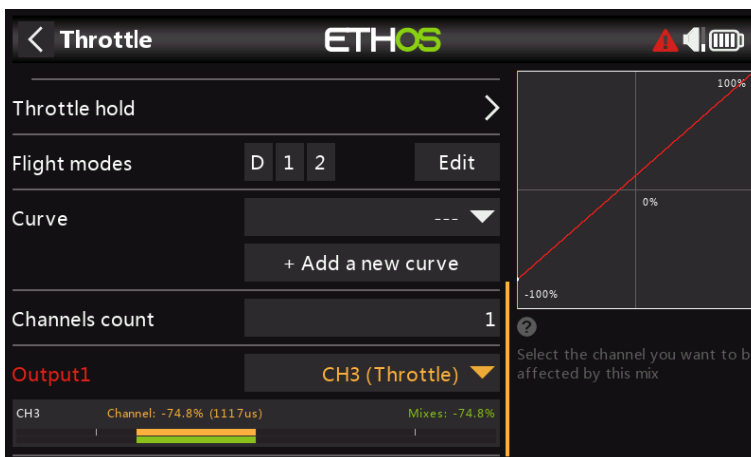 Throttle
ETHOS
Throttle hold
Flight modes D 1 2 Edit
Curve ---
+ Add a new curve
Channels count 1
Output1 CH3 (Throttle)
CH3 Channel: -74.8% (1117us) Mixes: -74.8%
100%
0%
-100%
?
Select the channel you want to b
affected by this mix